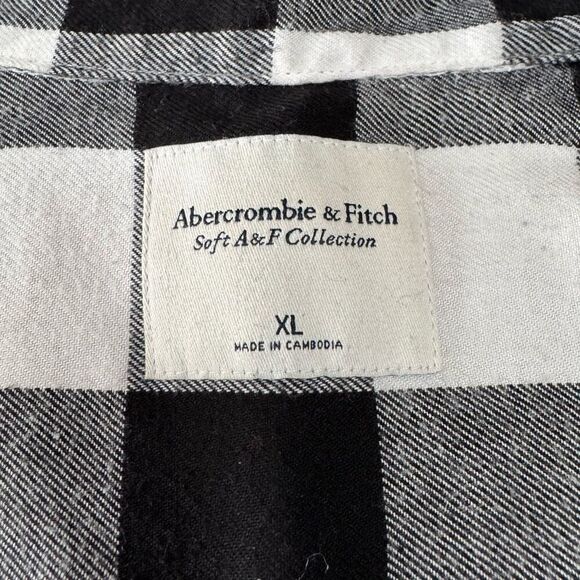 Abercrombie & Fitch
Soft A&F Collection
XL
MADE IN CAMBODIA